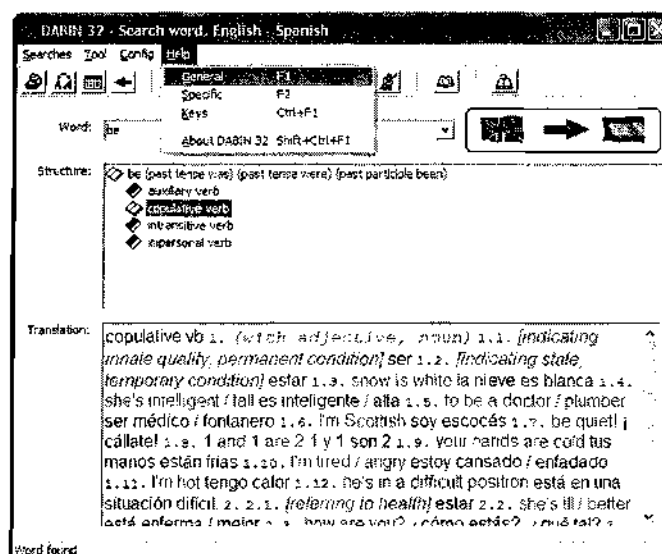 DABIN 32 - Search word, English - Spanish
Searches Tool Config Help
General F1
Specific F2
Keys Ctrl+F1
About DABIN 32 Shift+Ctrl+F1
Word: be
Structure: be (past tense was) (past tense were) (past participle been)
auxiliary verb
copulative verb
intransitive verb
impersonal verb
Translation: copulative vb 1. (with adjective, noun) 1.1. [indicating
innate quality, permanent condition] ser 1.2. [indicating state,
temporary condition] estar 1.3. snow is white la nieve es blanca 1.4.
she's intelligent / tall es inteligente / alta 1.5. to be a doctor / plumber
ser médico / fontanero 1.6. I'm Scottish soy escocés 1.7. be quiet! ¡
cállate! 1.8. 1 and 1 are 2 1 y 1 son 2 1.9. your hands are cold tus
manos están frías 1.10. I'm tired / angry estoy cansado / enfadado
1.11. I'm hot tengo calor 1.12. he's in a difficult position está en una
situación difícil. 2. 2.1. [referring to health] estar 2.2. she's ill / better
está enferma / mejor how are you? ¿cómo estás? ¿qué tal?
Word found